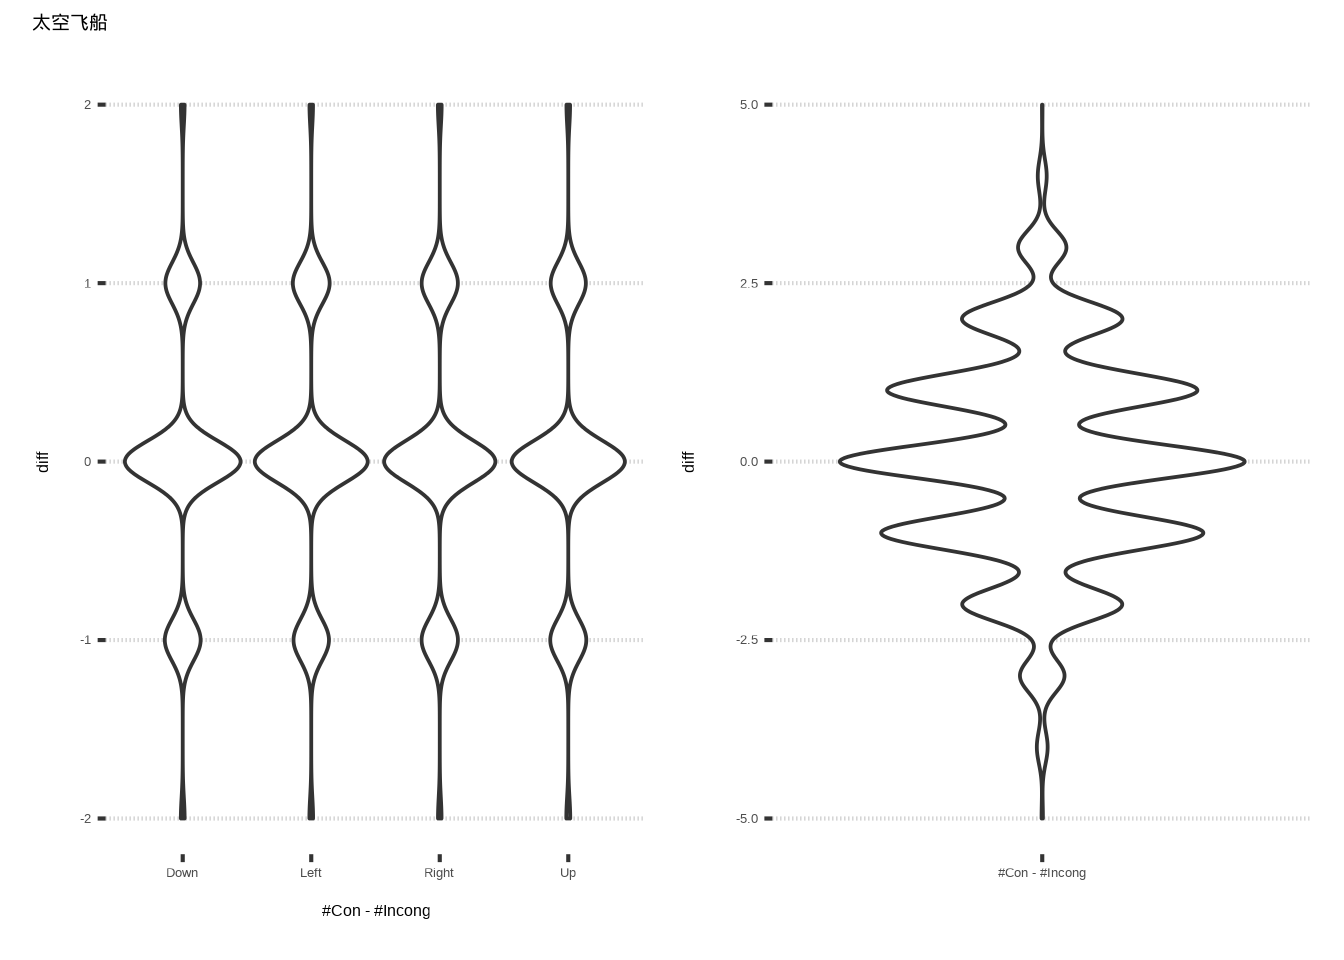 太空飞船
2
1
0
-1
-2
diff
Down Left Right Up
#Con - #Incong
5.0
2.5
0.0
-2.5
-5.0
diff
#Con - #Incong